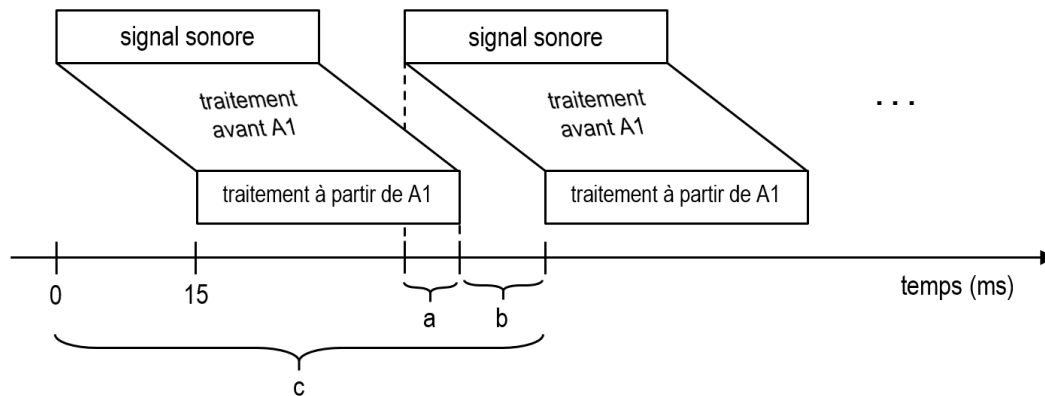 signal sonore
signal sonore
traitement
avant A1
traitement
avant A1
. . .
traitement à partir de A1
traitement à partir de A1
0
15
a
b
temps (ms)
c